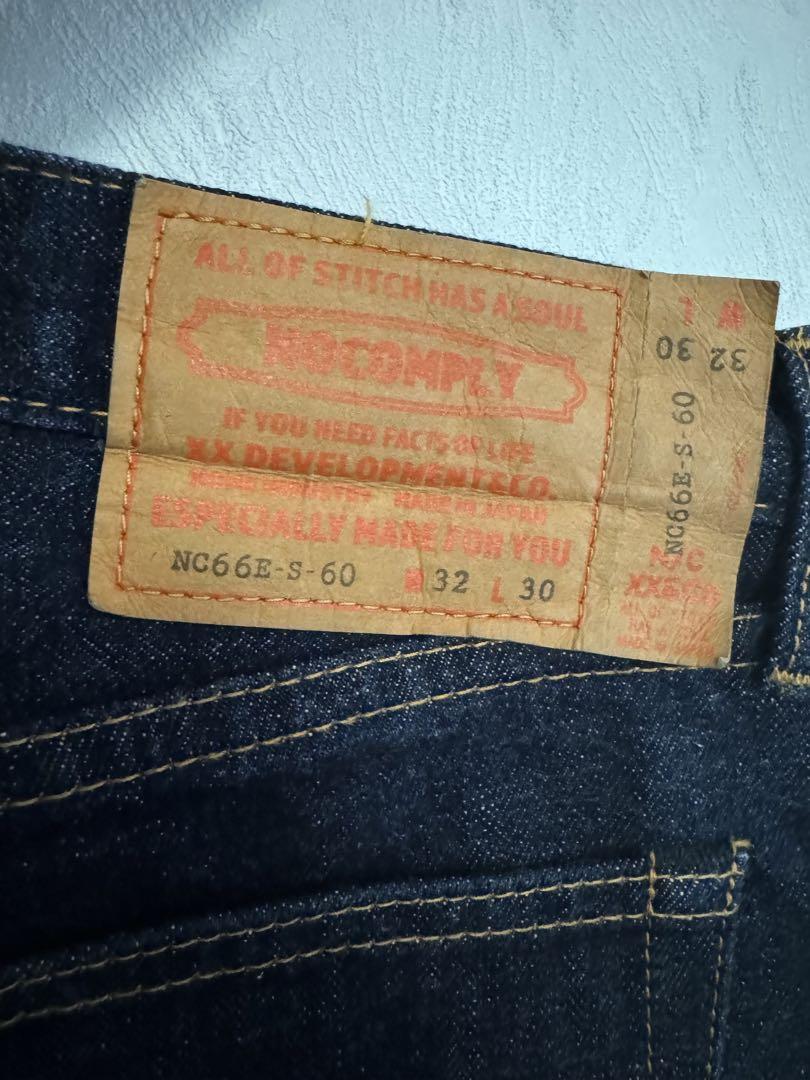 ALL OF STITCH HAS A SOUL
NOCOMPLY
IF YOU NEED FACTS OF LIFE
XX DEVELOPMENT&CO.
MADE IN JAPAN
ESPECIALLY MADE FOR YOU
NC66E-S-60 W 32 L 30
W L
32 30
NC66E-S-60